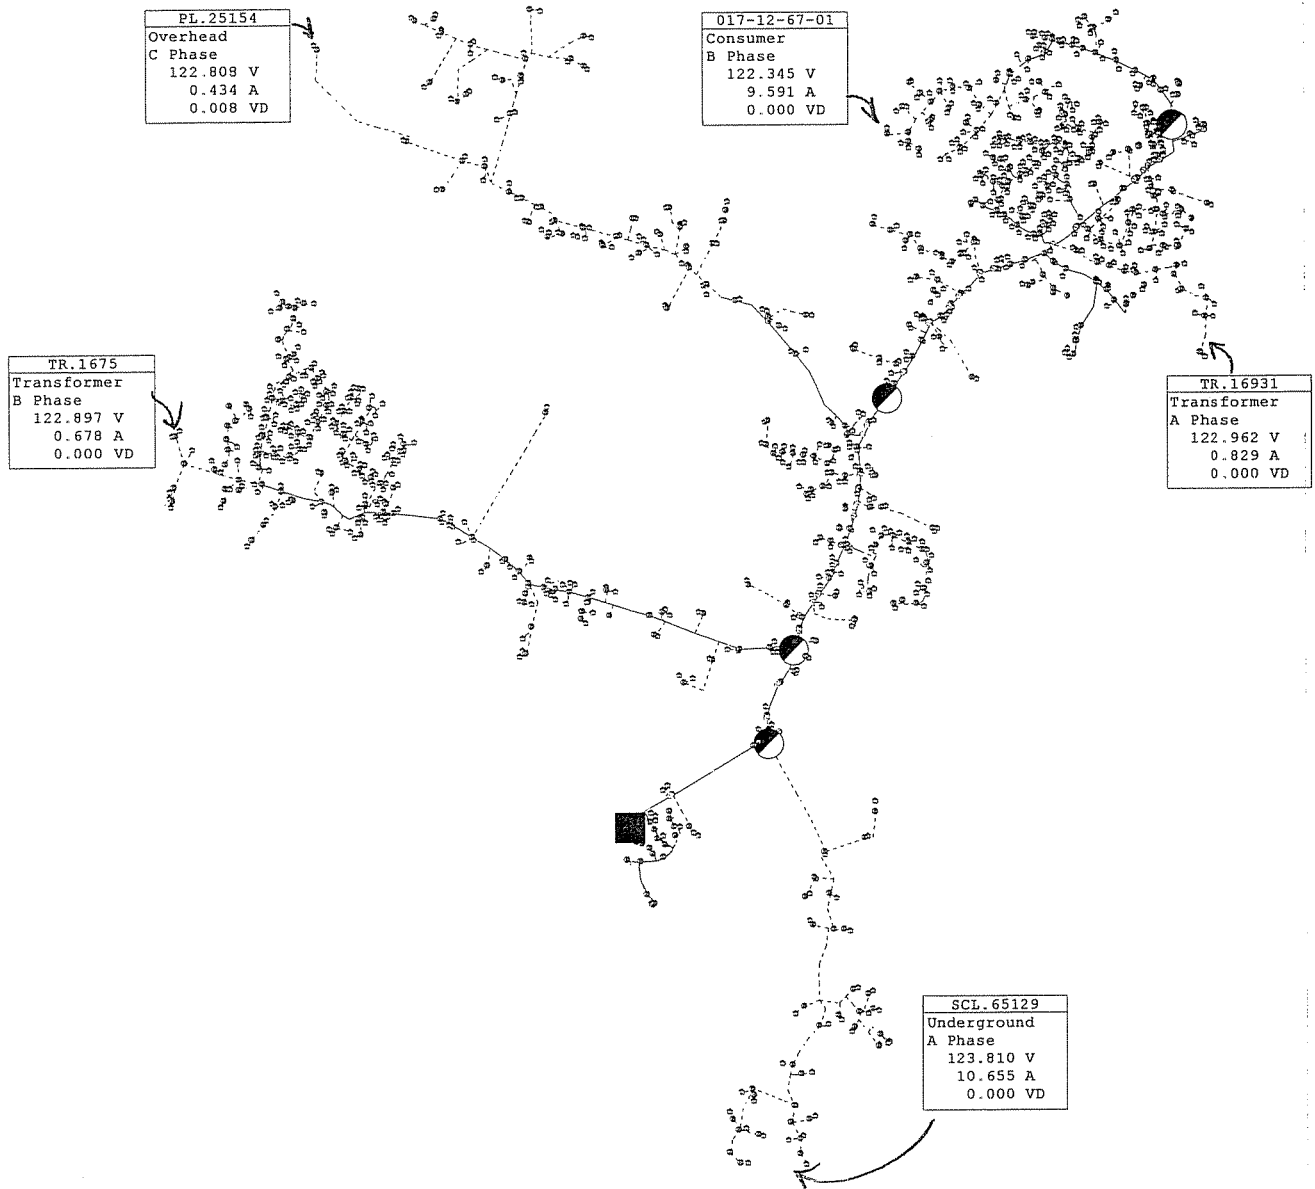 PL.25154
Overhead
C Phase
122.808 V
0.434 A
0.008 VD
017-12-67-01
Consumer
B Phase
122.345 V
9.591 A
0.000 VD
TR.1675
Transformer
B Phase
122.897 V
0.678 A
0.000 VD
TR.16931
Transformer
A Phase
122.962 V
0.829 A
0.000 VD
SCL.65129
Underground
A Phase
123.810 V
10.655 A
0.000 VD